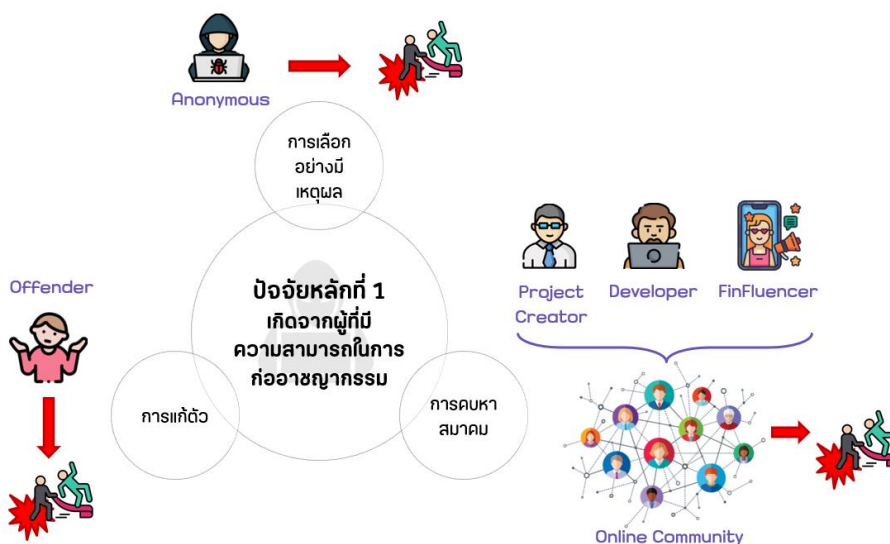 Anonymous
การเลือก
อย่างมี
เหตุผล
Offender
ปัจจัยหลักที่ 1
เกิดจากผู้ที่มี
ความสามารถในการ
ก่ออาชญากรรม
การแก้ตัว
การคบหา
สมาคม
Project
Creator
Developer
FinFluencer
Online Community